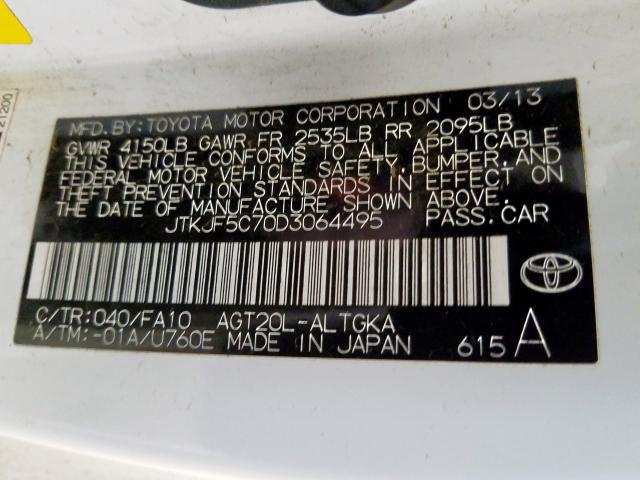 21200
MFD.BY:TOYOTA MOTOR CORPORATION 03/13
GVWR 4150LB GAWR FR 2535LB RR 2095LB
THIS VEHICLE CONFORMS TO ALL APPLICABLE
FEDERAL MOTOR VEHICLE SAFETY,BUMPER,AND
THEFT PREVENTION STANDARDS IN EFFECT ON
THE DATE OF MANUFACTURE SHOWN ABOVE.
JTKJF5C70D3064495 PASS.CAR
C/TR:040/FA10 AGT20L-ALTGKA
A/TM:-01A/U760E MADE IN JAPAN 615 A